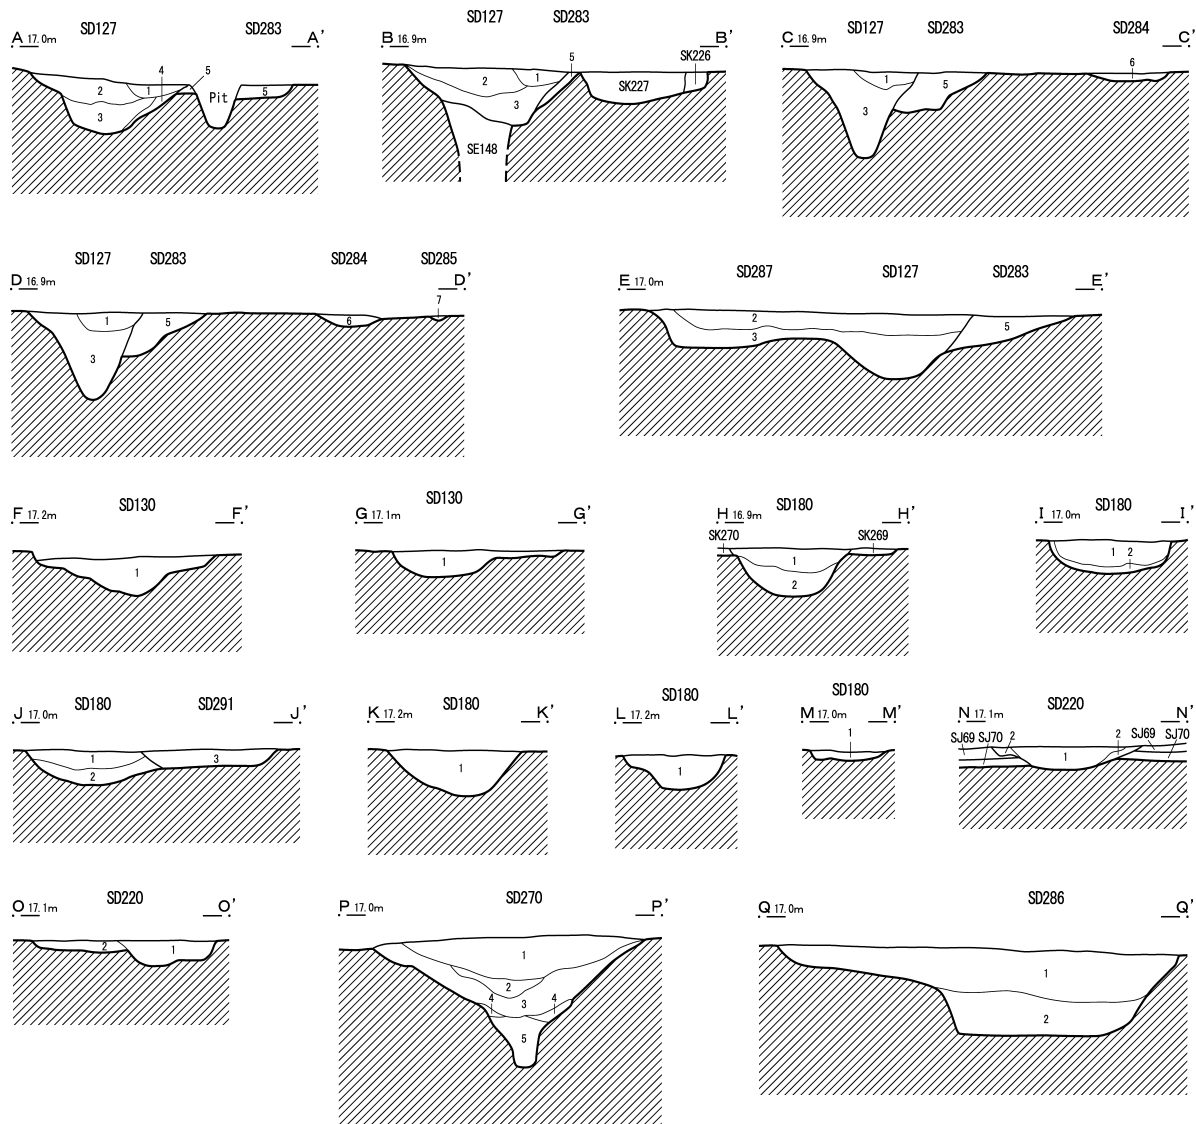 SD127 SD283
A 17.0m A'
4 5
2 1 Pit 5
3
SD127 SD283
B 16.9m B'
5 SK226
2 1 SK227
3
SE148
SD127 SD283 SD284
C 16.9m C'
6
1 5
3
SD127 SD283 SD284 SD285
D 16.9m D'
7
1 5 6
3
SD287 SD127 SD283
E 17.0m E'
2
3 5
SD130
F 17.2m F'
1
SD130
G 17.1m G'
1
SD180
H 16.9m H'
SK270 SK269
1
2
SD180
I 17.0m I'
1 2
SD180 SD291
J 17.0m J'
1 3
2
SD180
K 17.2m K'
1
SD180
L 17.2m L'
1
SD180
M 17.0m M'
1
SD220
N 17.1m N'
SJ69 SJ70 2 2 SJ69 SJ70
1
SD220
O 17.1m O'
2 1
SD270
P 17.0m P'
1
2
4 3 4
5
SD286
Q 17.0m Q'
1
2